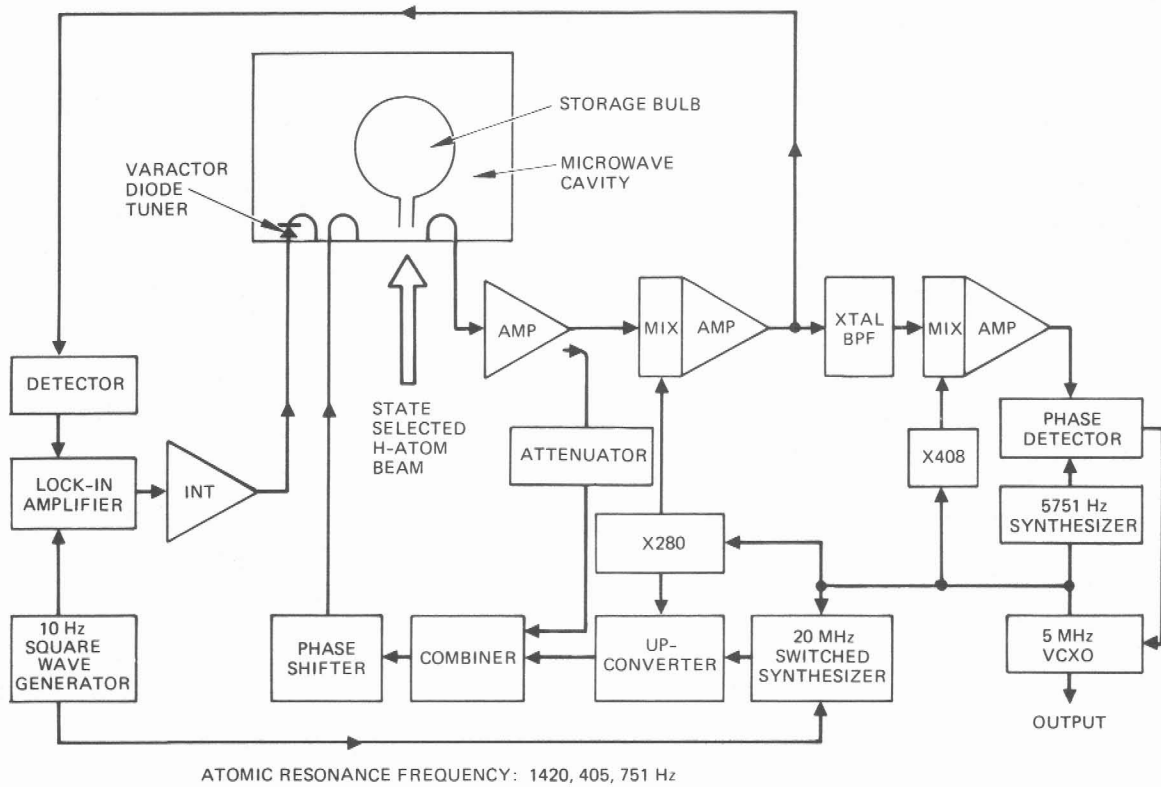 STORAGE BULB
MICROWAVE
CAVITY
VARACTOR
DIODE
TUNER
AMP
MIX
AMP
XTAL
BPF
MIX
AMP
DETECTOR
STATE
SELECTED
H-ATOM
BEAM
ATTENUATOR
X408
PHASE
DETECTOR
LOCK-IN
AMPLIFIER
INT
X280
5751 Hz
SYNTHESIZER
10 Hz
SQUARE
WAVE
GENERATOR
PHASE
SHIFTER
COMBINER
UP-
CONVERTER
20 MHz
SWITCHED
SYNTHESIZER
5 MHz
VCXO
OUTPUT
ATOMIC RESONANCE FREQUENCY: 1420, 405, 751 Hz